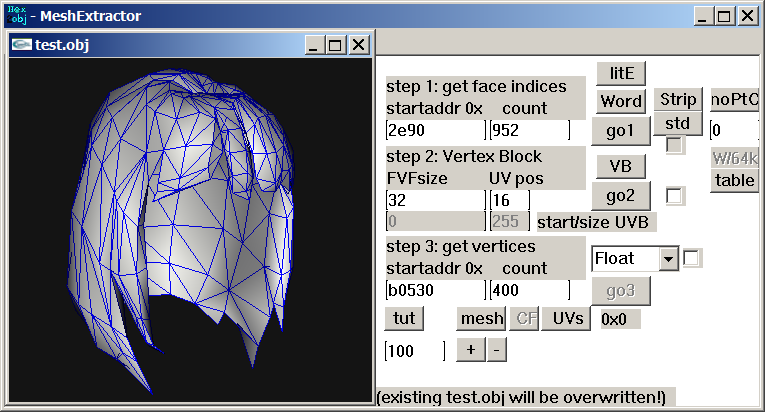 Hex
obj - MeshExtractor
test.obj
step 1: get face indices
startaddr 0x count
2e90 952
litE
Word
go1
Strip
std
noPtC
0
step 2: Vertex Block
FVFsize UV pos
32 16
0 255 start/size UVB
VB
go2
W/64k
table
step 3: get vertices
startaddr 0x count
b0530 400
Float
go3
tut mesh CF UVs 0x0
100 + -
(existing test.obj will be overwritten!)